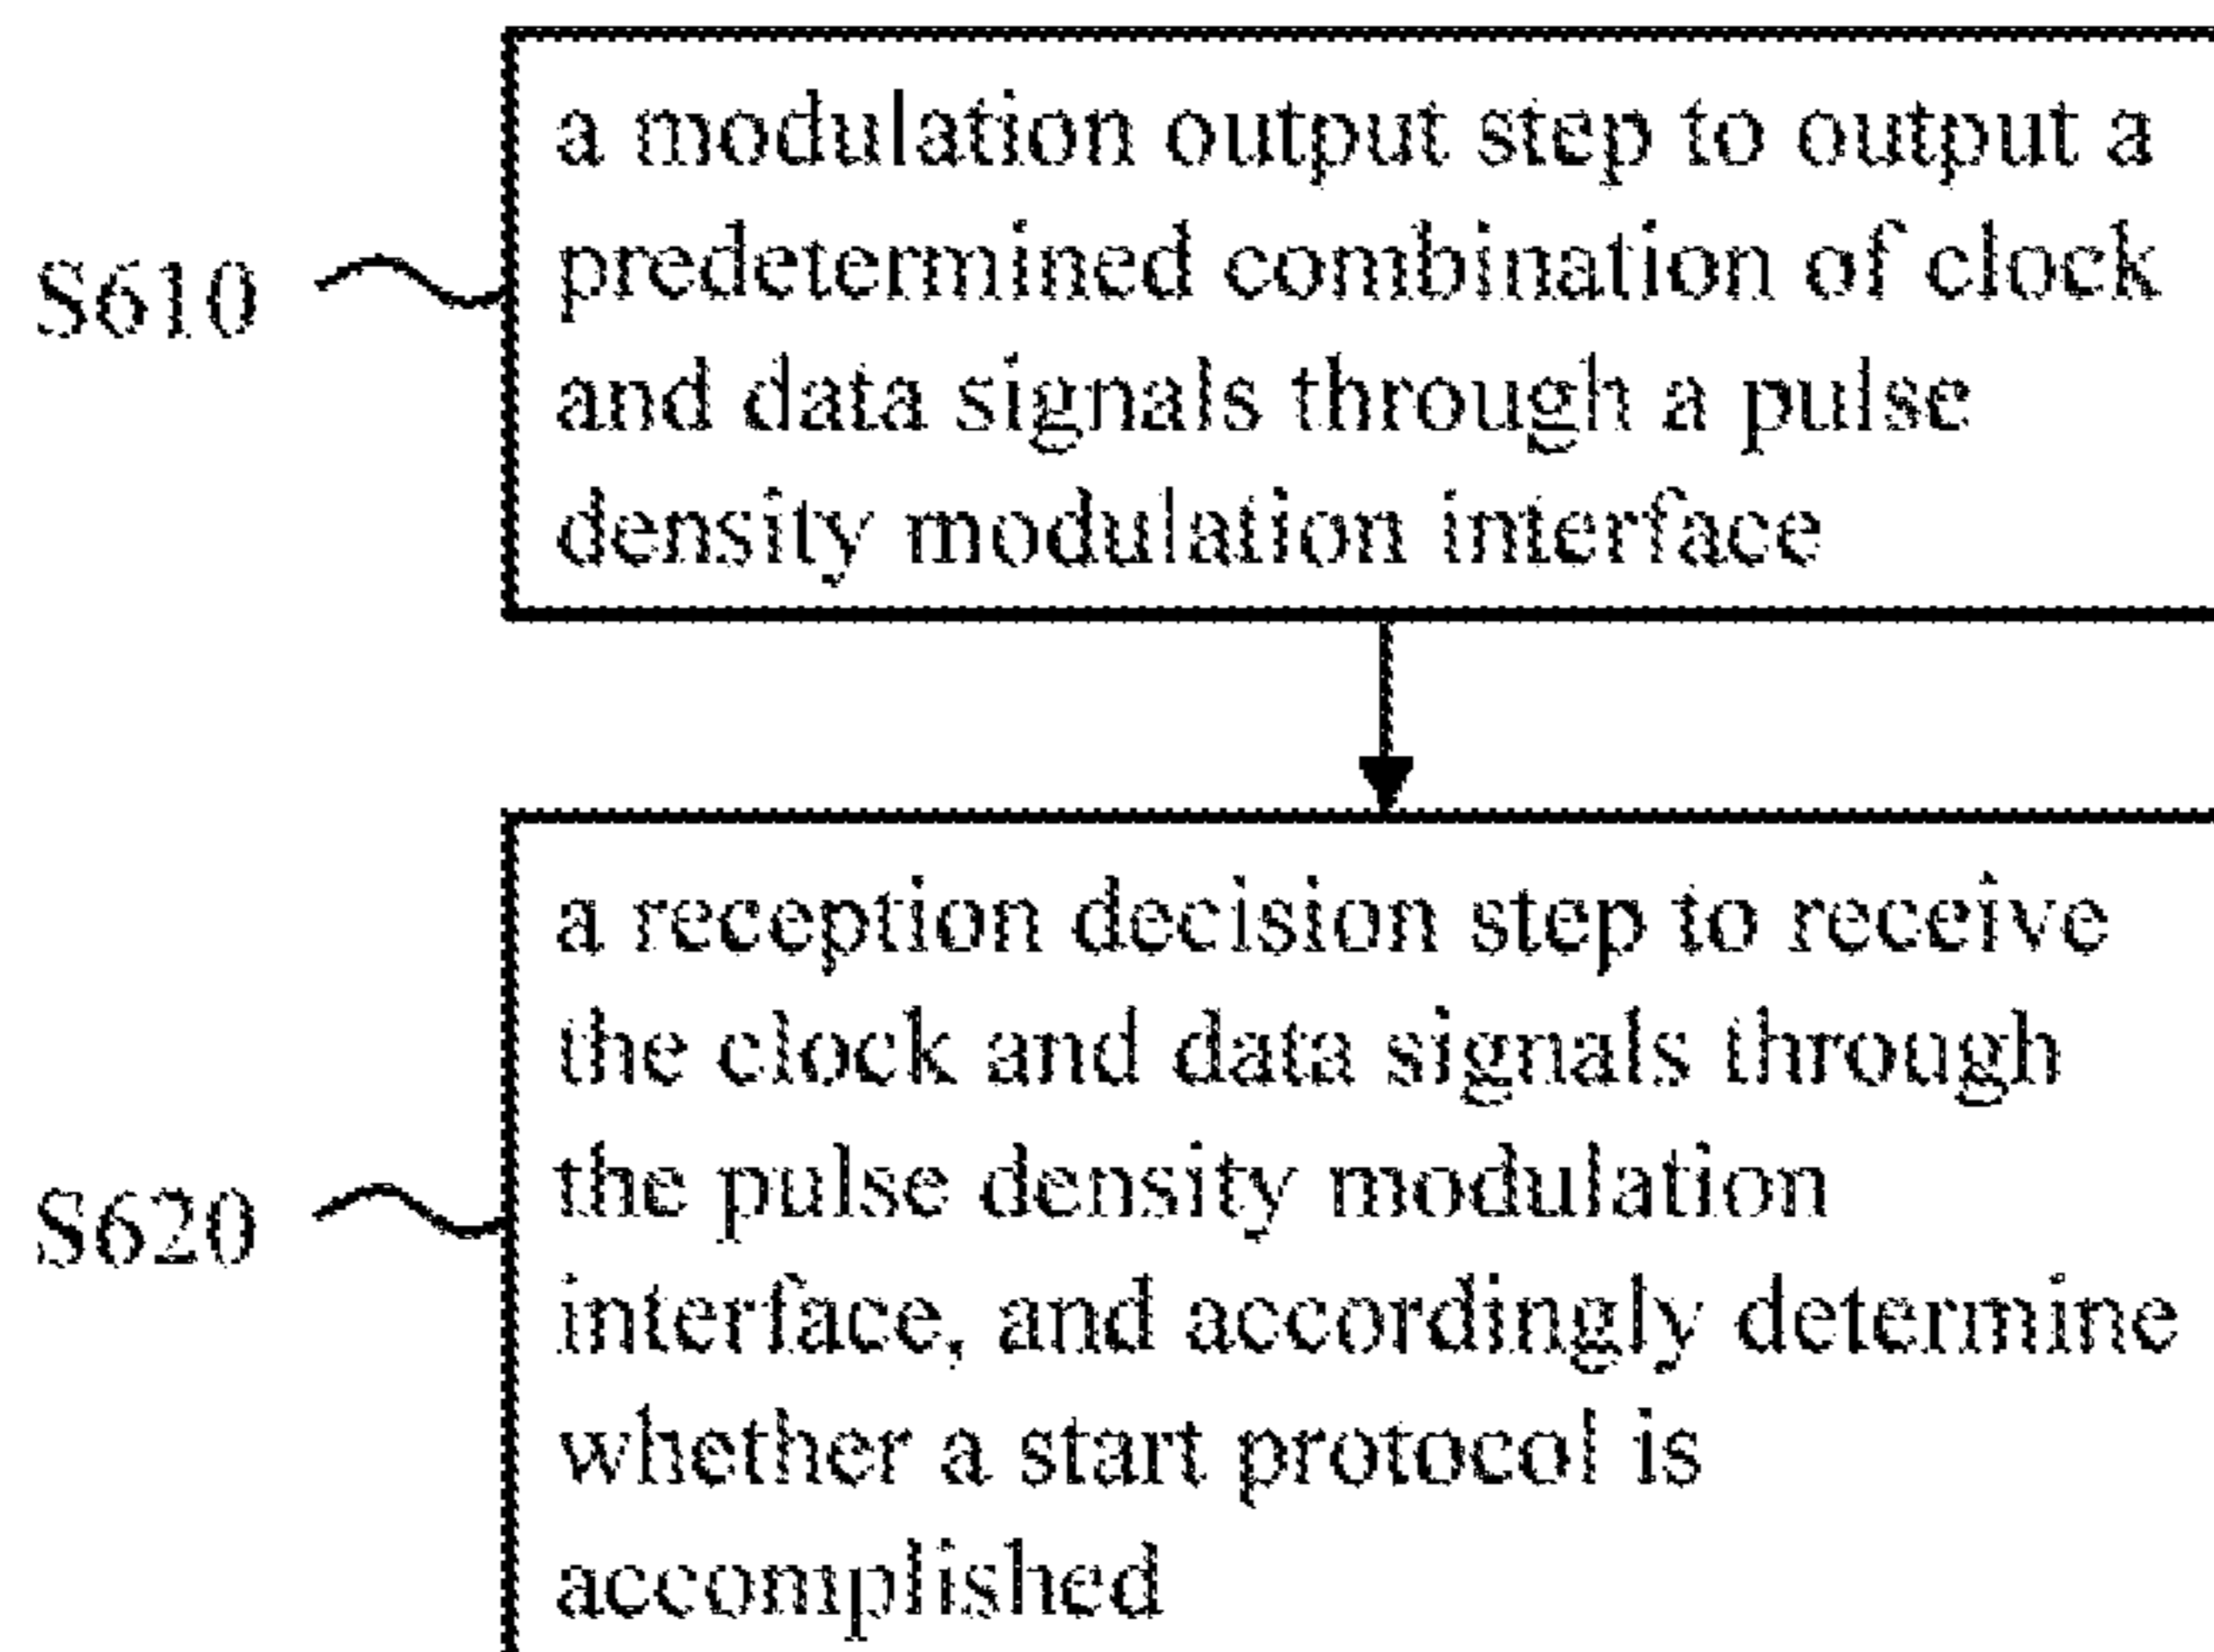 a modulation output step to output a
predetermined combination of clock
S610
and data signals through a pulse
density modulation interface
a reception decision step to receive
the clock and data signals through
the pulse density modulation
S620
interface, and accordingly determine
whether a start protocol is
accomplished